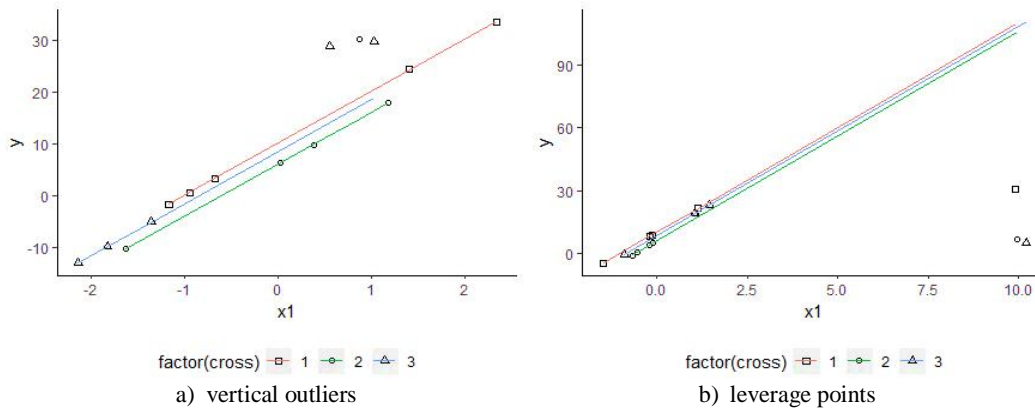 30
20
10
0
-10
y
-2
-1
0
1
2
x1
factor(cross) 1 2 3
a) vertical outliers
90
60
30
0
y
0.0
2.5
5.0
7.5
10.0
x1
factor(cross) 1 2 3
b) leverage points